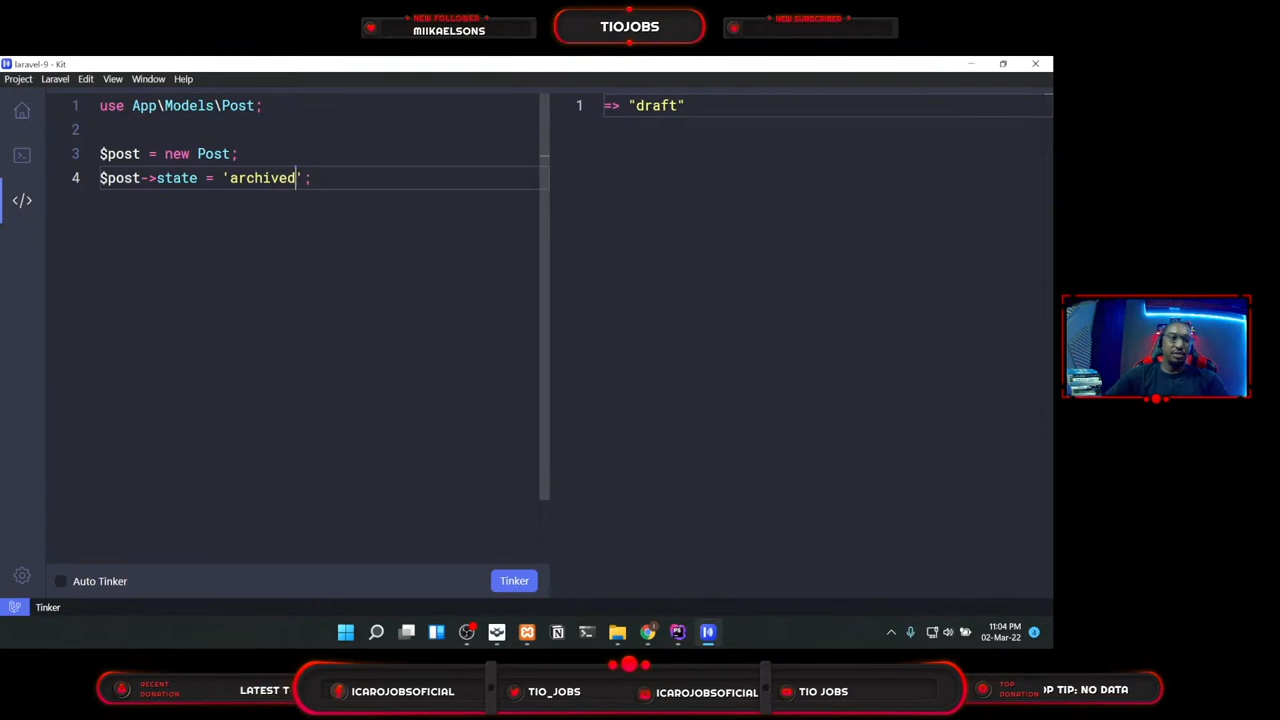 NEW FOLLOWER
MIIKAELSONS
TIOJOBS
NEW SUBSCRIBER
laravel-9 - Kit
Project Laravel Edit View Window Help
1 use App\Models\Post;
2
3 $post = new Post;
4 $post->state = 'archived';
1 => "draft"
Auto Tinker
Tinker
Tinker
11:04 PM
02-Mar-22
4
RECENT
DONATION:
LATEST T
ICAROJOBSOFICIAL
TIO_JOBS
ICAROJOBSOFICIAL
TIO JOBS
TOP
DONATION:
OP TIP: NO DATA